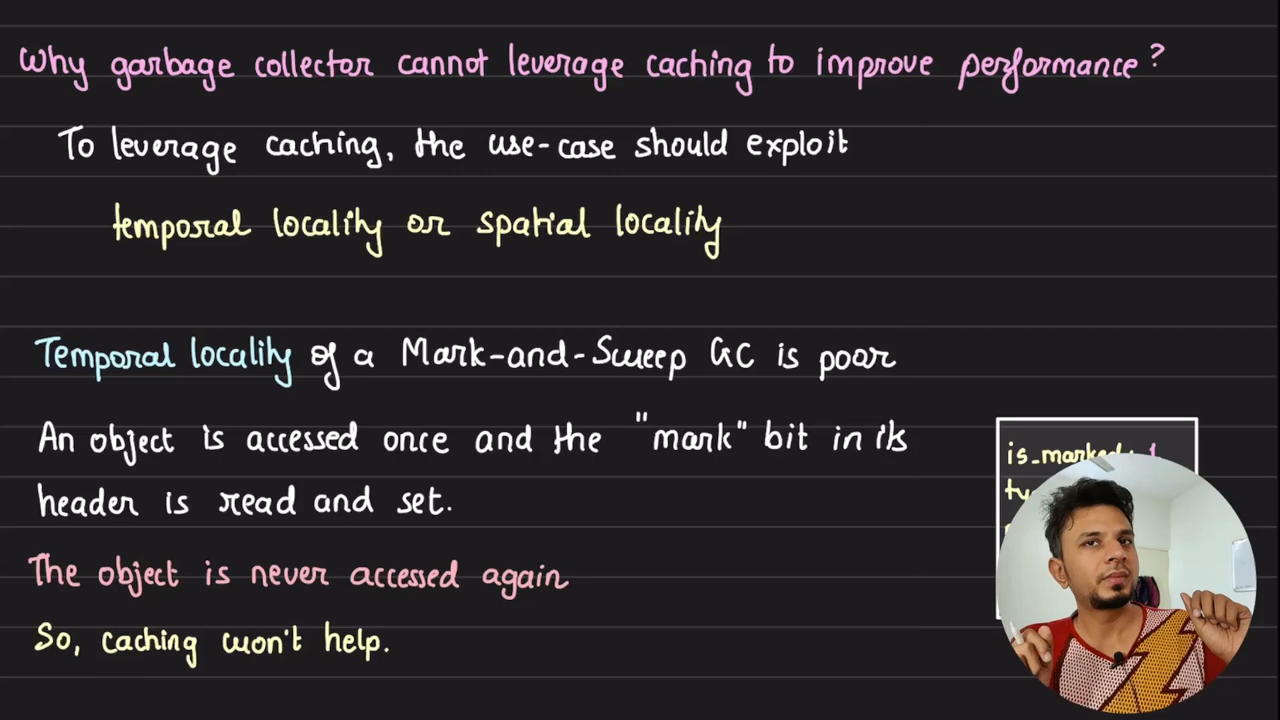 Why garbage collector cannot leverage caching to improve performance?
To leverage caching, the use-case should exploit
temporal locality or spatial locality
Temporal locality of a Mark-and-Sweep GC is poor
An object is accessed once and the "mark" bit in its
header is read and set.
The object is never accessed again
So, caching won't help.
is_marked: 1